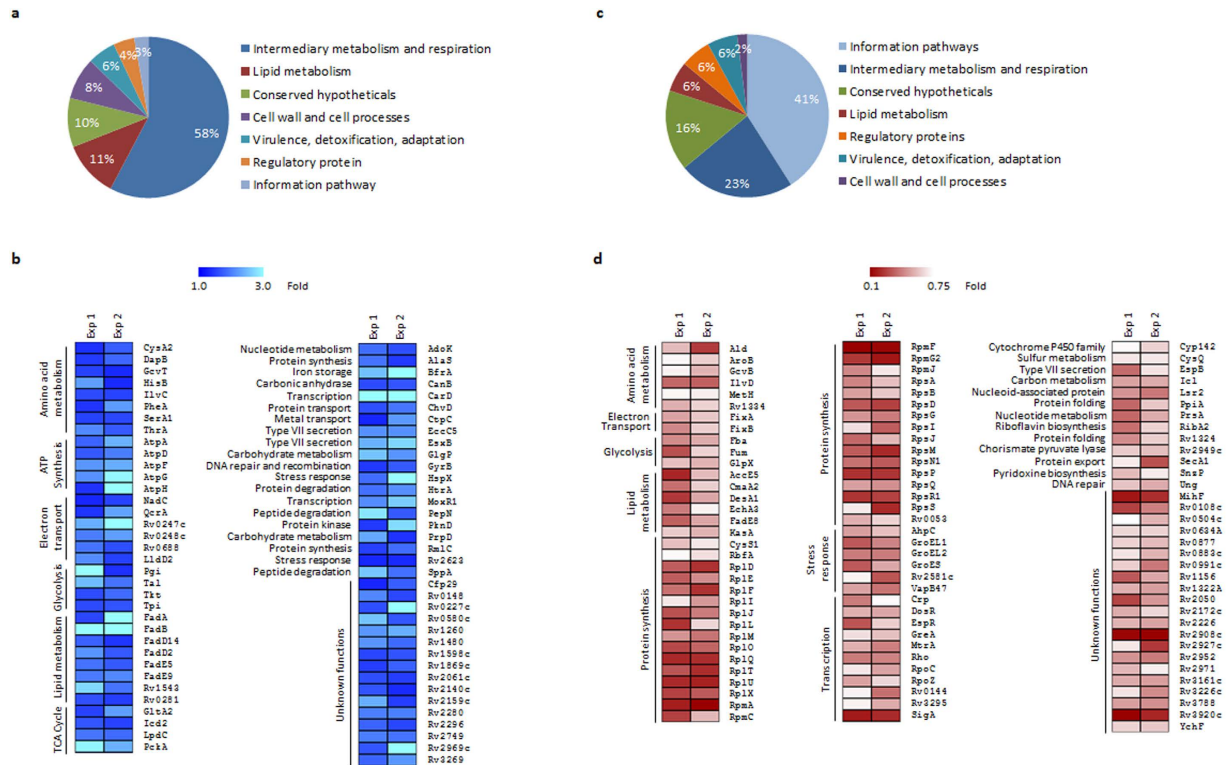 a
3%
4%
6%
8%
10%
11%
58%
Intermediary metabolism and respiration
Lipid metabolism
Conserved hypotheticals
Cell wall and cell processes
Virulence, detoxification, adaptation
Regulatory protein
Information pathway
c
2%
6%
6%
6%
16%
23%
41%
Information pathways
Intermediary metabolism and respiration
Conserved hypotheticals
Lipid metabolism
Regulatory proteins
Virulence, detoxification, adaptation
Cell wall and cell processes
b
1.0 3.0 Fold
Exp 1 Exp 2
Amino acid metabolism
CysA2
DapB
GcvT
HisB
IlvC
PheA
SerA1
ThrA
ATP Synthesis
AtpA
AtpD
AtpF
AtpG
AtpH
Electron transport
NadC
QcrA
Rv0247c
Rv0248c
Rv0688
LldD2
Glycolysis
Pgi
Tal
Tkt
Tpi
Lipid metabolism
FadA
FadB
FadD14
FadD2
FadE5
FadE9
Rv1543
Rv0281
TCA Cycle
GltA2
Icd2
LpdC
PckA
Exp 1 Exp 2
Nucleotide metabolism AdoK
Protein synthesis AlaS
Iron storage BfrA
Carbonic anhydrase CanB
Transcription CarD
Protein transport ChvD
Metal transport CtpC
Type VII secretion EccC5
Type VII secretion EsxB
Carbohydrate metabolism GlgP
DNA repair and recombination GyrB
Stress response HspX
Protein degradation HtrA
Transcription MoxR1
Peptide degradation PepN
Protein kinase PknD
Carbohydrate metabolism PrpD
Protein synthesis RmlC
Stress response Rv2623
Peptide degradation SppA
Unknown functions
Cfp29
Rv0148
Rv0227c
Rv0580c
Rv1260
Rv1480
Rv1598c
Rv1869c
Rv2061c
Rv2140c
Rv2159c
Rv2280
Rv2296
Rv2749
Rv2969c
Rv3269
d
0.1 0.75 Fold
Exp 1 Exp 2
Amino acid metabolism
Ald
AroB
GcvB
IlvD
MetH
Rv1334
Electron Transport
FixA
FixB
Glycolysis
Fba
Fum
GlpX
Lipid metabolism
AccE5
CmaA2
DesA1
EchA3
FadE8
KasA
Protein synthesis
CysS1
RbfA
RplD
RplE
RplF
RplI
RplJ
RplL
RplM
RplO
RplQ
RplT
RplU
RplX
RpmA
RpmC
Exp 1 Exp 2
Protein synthesis
RpmF
RpmG2
RpmJ
RpsA
RpsB
RpsD
RpsG
RpsI
RpsJ
RpsM
RpsN1
RpsP
RpsQ
RpsR1
RpsS
Rv0053
Stress response
AhpC
GroEL1
GroEL2
GroES
Rv2581c
VapB47
Transcription
Crp
DosR
EspR
GreA
MtrA
Rho
RpoC
RpoZ
Rv0144
Rv3295
SigA
Exp 1 Exp 2
Cytochrome P450 family Cyp142
Sulfur metabolism CysQ
Type VII secretion EspB
Carbon metabolism Icl
Nucleoid-associated protein Lsr2
Protein folding PpiA
Nucleotide metabolism PrsA
Riboflavin biosynthesis RibA2
Protein folding Rv1324
Chorismate pyruvate lyase Rv2949c
Protein export SecA1
Pyridoxine biosynthesis SnzP
DNA repair Ung
Unknown functions
MihF
Rv0108c
Rv0504c
Rv0634A
Rv0877
Rv0883c
Rv0991c
Rv1156
Rv1322A
Rv2050
Rv2172c
Rv2226
Rv2908c
Rv2927c
Rv2952
Rv2971
Rv3161c
Rv3226c
Rv3788
Rv3920c
YchF